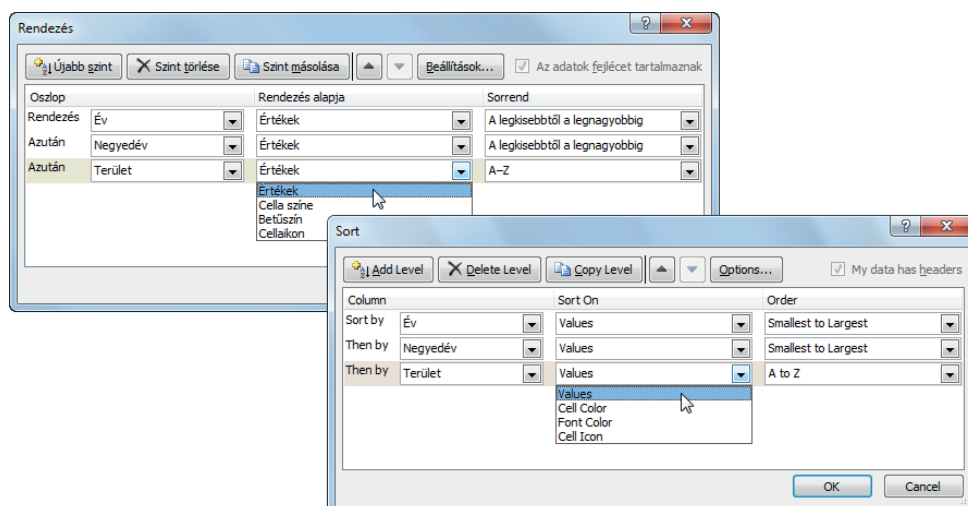 Rendezés
Újabb szint Szint törlése Szint másolása Beállítások... Az adatok fejlécet tartalmaznak
Oszlop Rendezés alapja Sorrend
Rendezés Év Értékek A legkisebbtől a legnagyobbig
Azután Negyedév Értékek A legkisebbtől a legnagyobbig
Azután Terület Értékek A–Z
Értékek
Cella színe
Betűszín
Cellaikon
Sort
Add Level Delete Level Copy Level Options... My data has headers
Column Sort On Order
Sort by Év Values Smallest to Largest
Then by Negyedév Values Smallest to Largest
Then by Terület Values A to Z
Values
Cell Color
Font Color
Cell Icon
OK Cancel